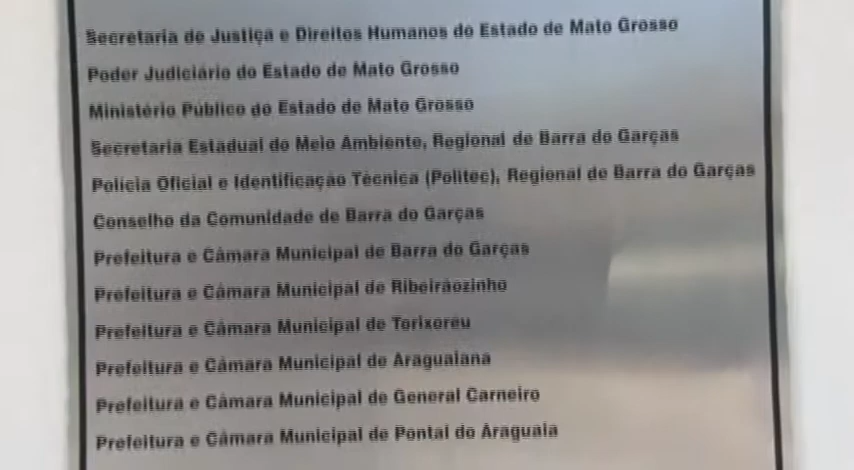 Secretaria de Justiça e Direitos Humanos do Estado de Mato Grosso
Poder Judiciário do Estado de Mato Grosso
Ministério Público do Estado de Mato Grosso
Secretaria Estadual do Meio Ambiente, Regional de Barra do Garças
Polícia Oficial e Identificação Técnica (Politec), Regional de Barra do Garças
Conselho da Comunidade de Barra do Garças
Prefeitura e Câmara Municipal de Barra do Garças
Prefeitura e Câmara Municipal de Ribeirãozinho
Prefeitura e Câmara Municipal de Torixoréu
Prefeitura e Câmara Municipal de Araguaiana
Prefeitura e Câmara Municipal de General Carneiro
Prefeitura e Câmara Municipal de Pontal do Araguaia